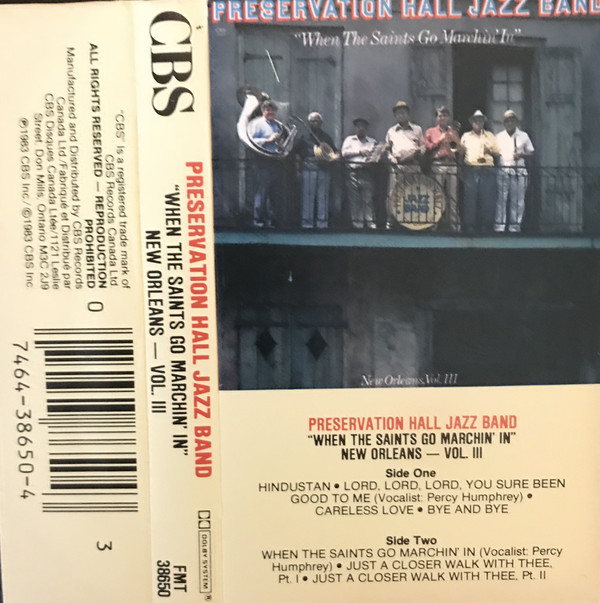 PRESERVATION HALL JAZZ BAND
"When The Saints Go Marchin' In"
JAZZ
New Orleans, Vol. III
PRESERVATION HALL JAZZ BAND
"WHEN THE SAINTS GO MARCHIN' IN"
NEW ORLEANS — VOL. III
Side One
HINDUSTAN • LORD, LORD, LORD, YOU SURE BEEN
GOOD TO ME (Vocalist: Percy Humphrey) •
CARELESS LOVE • BYE AND BYE
Side Two
WHEN THE SAINTS GO MARCHIN' IN (Vocalist: Percy
Humphrey) • JUST A CLOSER WALK WITH THEE,
Pt. I • JUST A CLOSER WALK WITH THEE, Pt. II
CBS
PRESERVATION HALL JAZZ BAND
"WHEN THE SAINTS GO MARCHIN' IN"
NEW ORLEANS — VOL. III
DOLBY SYSTEM ®
FMT
38650
"CBS" is a registered trade mark of
CBS Records Canada Ltd
ALL RIGHTS RESERVED — REPRODUCTION
PROHIBITED
Manufactured and Distributed by CBS Records
Canada Ltd./Fabriqué et Distribué par
CBS Disques Canada Ltée/1121 Leslie
Street. Don Mills, Ontario M3C 2J9
℗1983 CBS Inc/ ©1983 CBS Inc
0
7464-38650-4
3